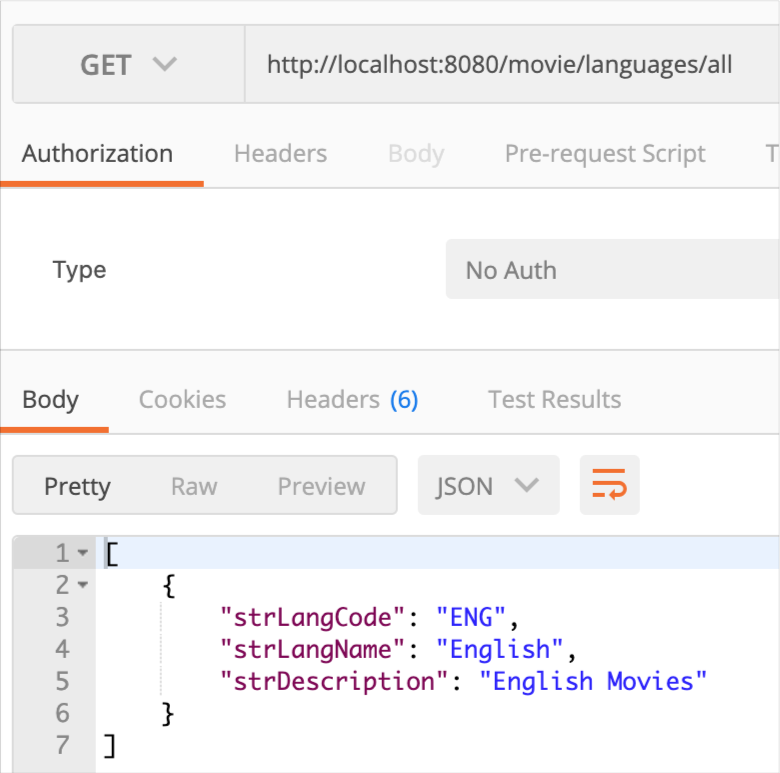 GET http://localhost:8080/movie/languages/all
Authorization Headers Body Pre-request Script T
Type No Auth
Body Cookies Headers (6) Test Results
Pretty Raw Preview JSON
1 [
2 {
3 "strLangCode": "ENG",
4 "strLangName": "English",
5 "strDescription": "English Movies"
6 }
7 ]